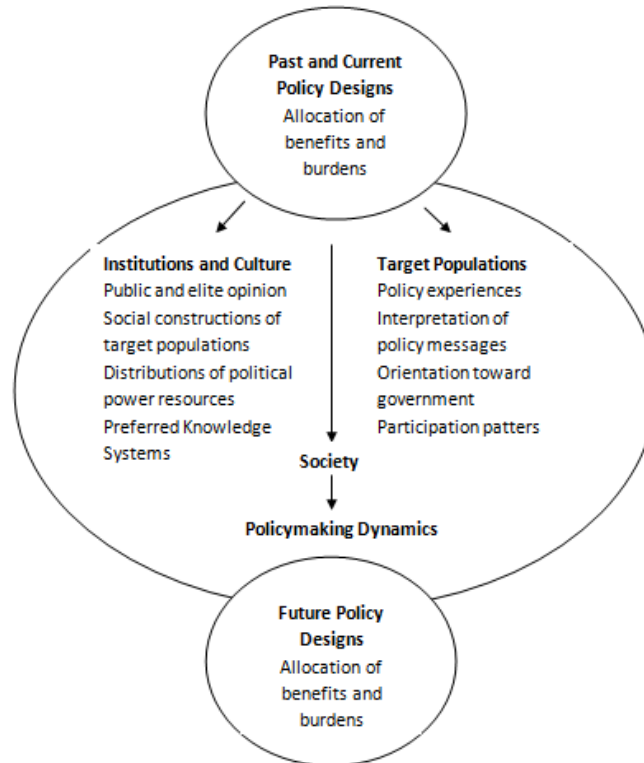 Past and Current
Policy Designs
Allocation of
benefits and
burdens
Institutions and Culture
Public and elite opinion
Social constructions of
target populations
Distributions of political
power resources
Preferred Knowledge
Systems
Target Populations
Policy experiences
Interpretation of
policy messages
Orientation toward
government
Participation patters
Society
Policymaking Dynamics
Future Policy
Designs
Allocation of
benefits and
burdens